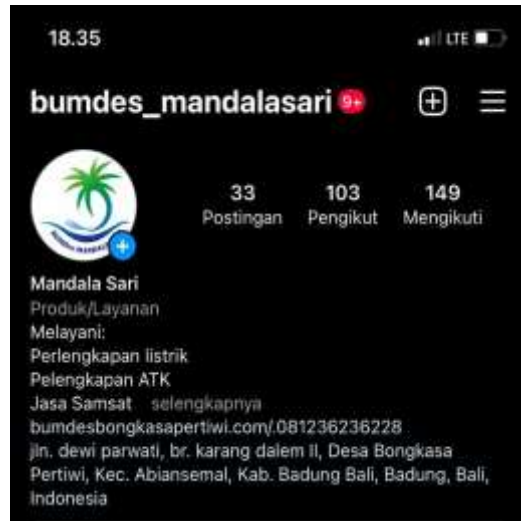 18.35
LTE
bumdes_mandalasari 9+
33 103 149
Postingan Pengikut Mengikuti
Mandala Sari
Produk/Layanan
Melayani:
Perlengkapan listrik
Pelengkapan ATK
Jasa Samsat selengkapnya
bumdesbongkasapertiwi.com/.081236236228
jln. dewi parwati, br. karang dalem II, Desa Bongkasa
Pertiwi, Kec. Abiansemal, Kab. Badung Bali, Badung, Bali,
Indonesia